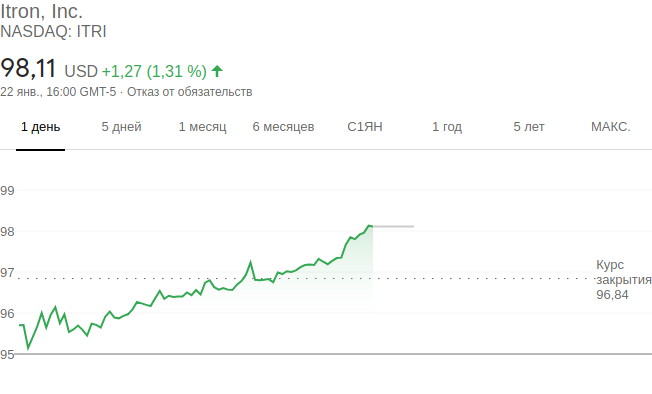 Itron, Inc.
NASDAQ: ITRI
98,11 USD +1,27 (1,31 %)
22 янв., 16:00 GMT-5 · Отказ от обязательств
1 день 5 дней 1 месяц 6 месяцев С1ЯН 1 год 5 лет МАКС.
99
98
97
96
95
Курс
закрытия
96,84